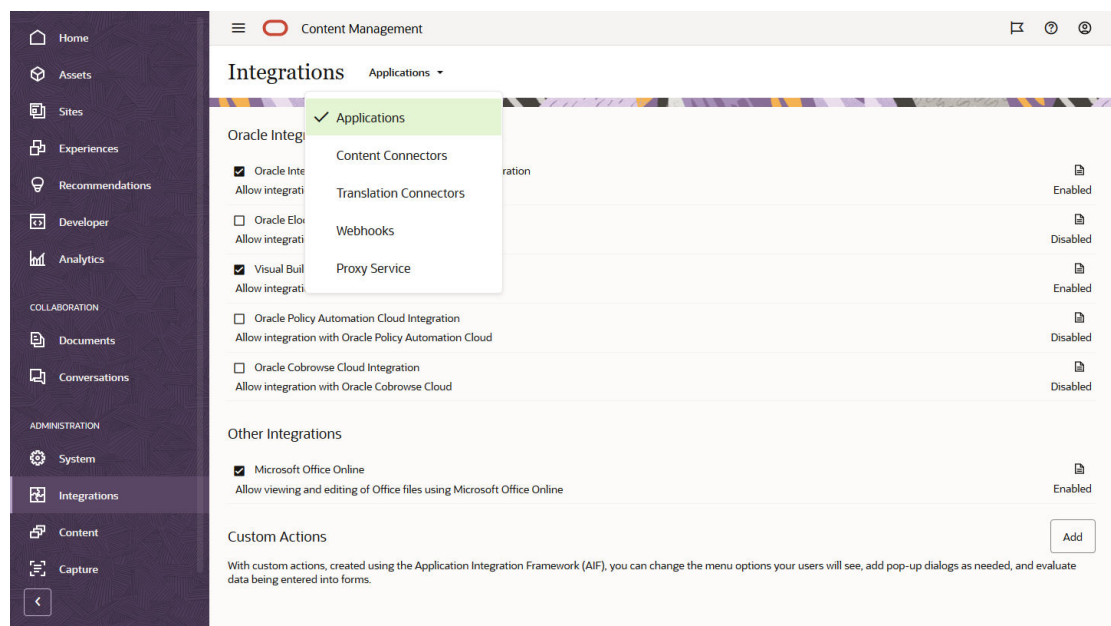 Home
Assets
Sites
Experiences
Recommendations
Developer
Analytics
COLLABORATION
Documents
Conversations
ADMINISTRATION
System
Integrations
Content
Capture
Content Management
Integrations Applications
Applications
Content Connectors
Translation Connectors
Webhooks
Proxy Service
Oracle Integ
Oracle Inte ration
Allow integrati Enabled
Oracle Elo
Allow integrati Disabled
Visual Buil
Allow integrati Enabled
Oracle Policy Automation Cloud Integration
Allow integration with Oracle Policy Automation Cloud Disabled
Oracle Cobrowse Cloud Integration
Allow integration with Oracle Cobrowse Cloud Disabled
Other Integrations
Microsoft Office Online
Allow viewing and editing of Office files using Microsoft Office Online Enabled
Custom Actions Add
With custom actions, created using the Application Integration Framework (AIF), you can change the menu options your users will see, add pop-up dialogs as needed, and evaluate
data being entered into forms.